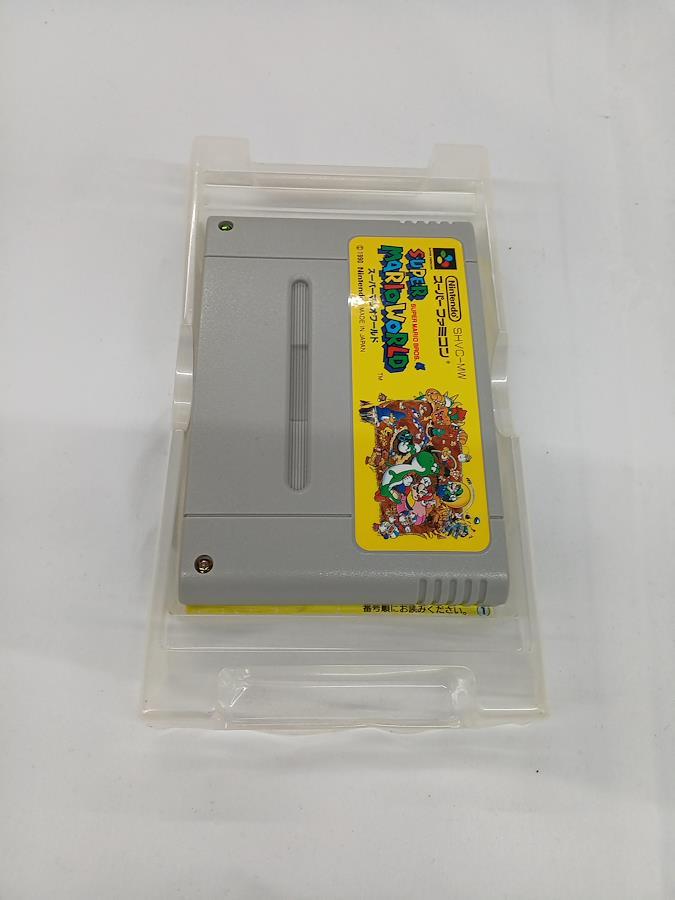 Nintendo
SHVC-MW
スーパーファミコン®
SUPER MARIO BROS. 4
SUPER
MARIO WORLD
TM
スーパーマリオワールド
© 1990 Nintendo
MADE IN JAPAN
番号順にお読みください。 ①